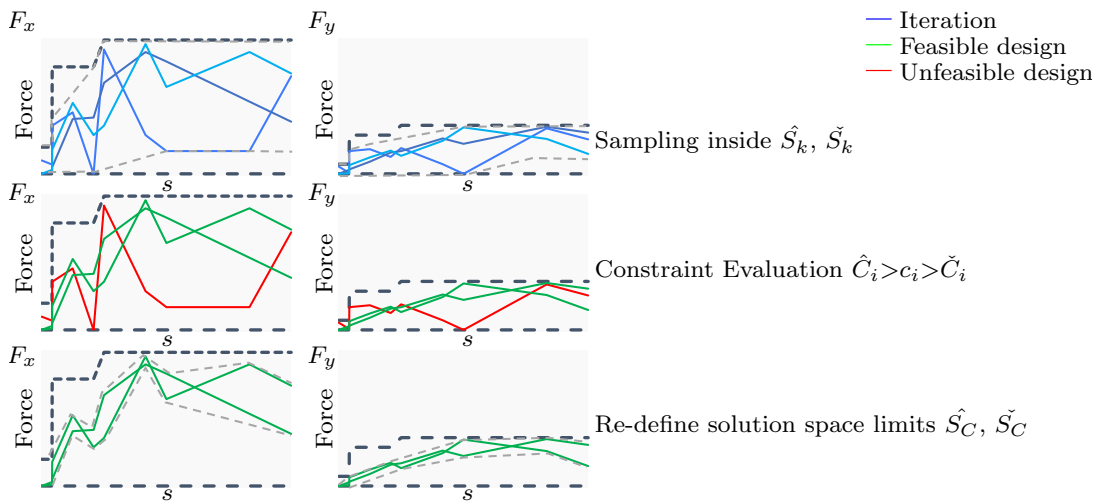 F_x
F_y
Iteration
Feasible design
Unfeasible design
Force
Force
Sampling inside Ŝ_k, Š_k
s
s
F_x
F_y
Force
Force
Constraint Evaluation Ĉ_i>c_i>Č_i
s
s
F_x
F_y
Force
Force
Re-define solution space limits Ŝ_C, Š_C
s
s